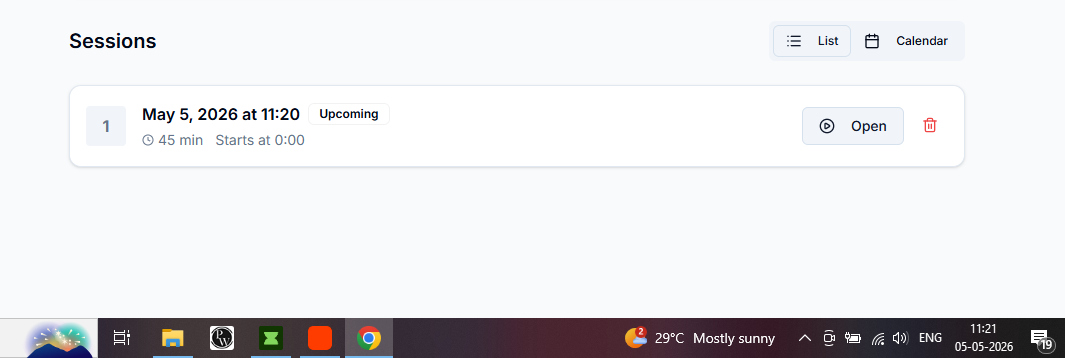 Sessions
List
Calendar
1
May 5, 2026 at 11:20 Upcoming
45 min Starts at 0:00
Open
2
29°C Mostly sunny
ENG
11:21
05-05-2026
19